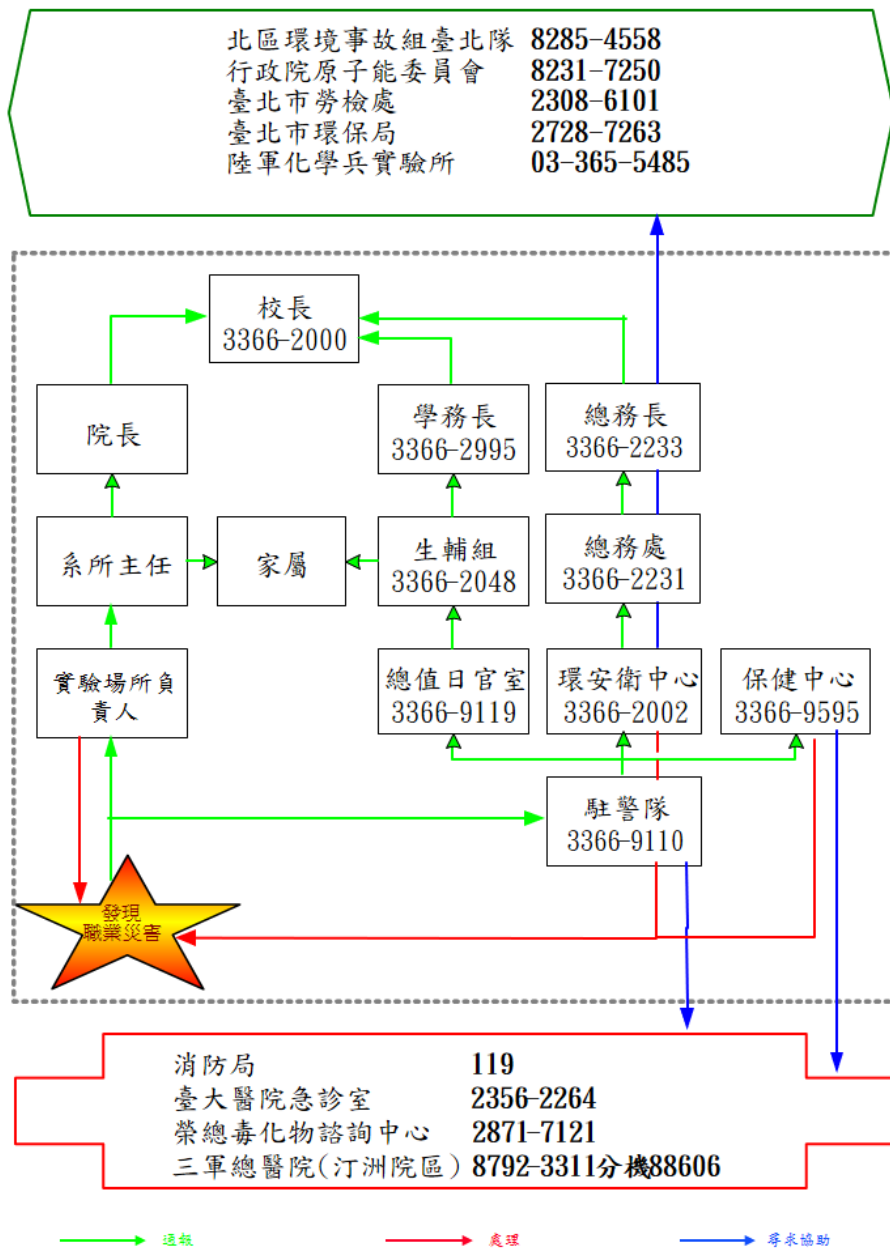 北區環境事故組臺北隊 8285-4558
行政院原子能委員會 8231-7250
臺北市勞檢處 2308-6101
臺北市環保局 2728-7263
陸軍化學兵實驗所 03-365-5485
校長
3366-2000
院長
學務長
3366-2995
總務長
3366-2233
系所主任
家屬
生輔組
3366-2048
總務處
3366-2231
實驗場所負
責人
總值日官室
3366-9119
環安衛中心
3366-2002
保健中心
3366-9595
駐警隊
3366-9110
發現
職業災害
消防局 119
臺大醫院急診室 2356-2264
榮總毒化物諮詢中心 2871-7121
三軍總醫院(汀洲院區) 8792-3311分機88606
通報
處理
尋求協助